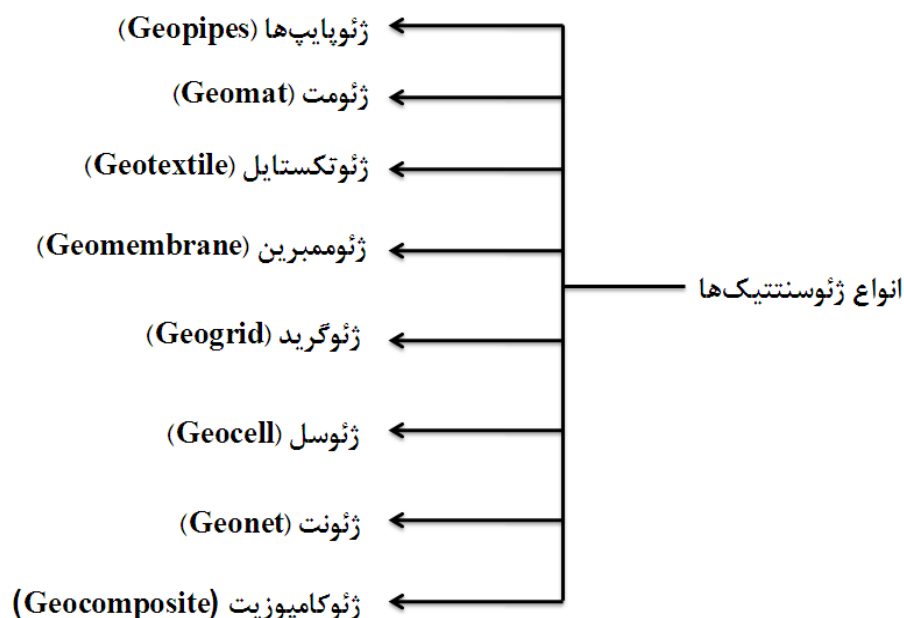 انواع ژئوسنتتیک‌ها
ژئوپایپ‌ها (Geopipes)
ژئومت (Geomat)
ژئوتکستایل (Geotextile)
ژئوممبرین (Geomembrane)
ژئوگرید (Geogrid)
ژئوسل (Geocell)
ژئونت (Geonet)
ژئوکامپوزیت (Geocomposite)